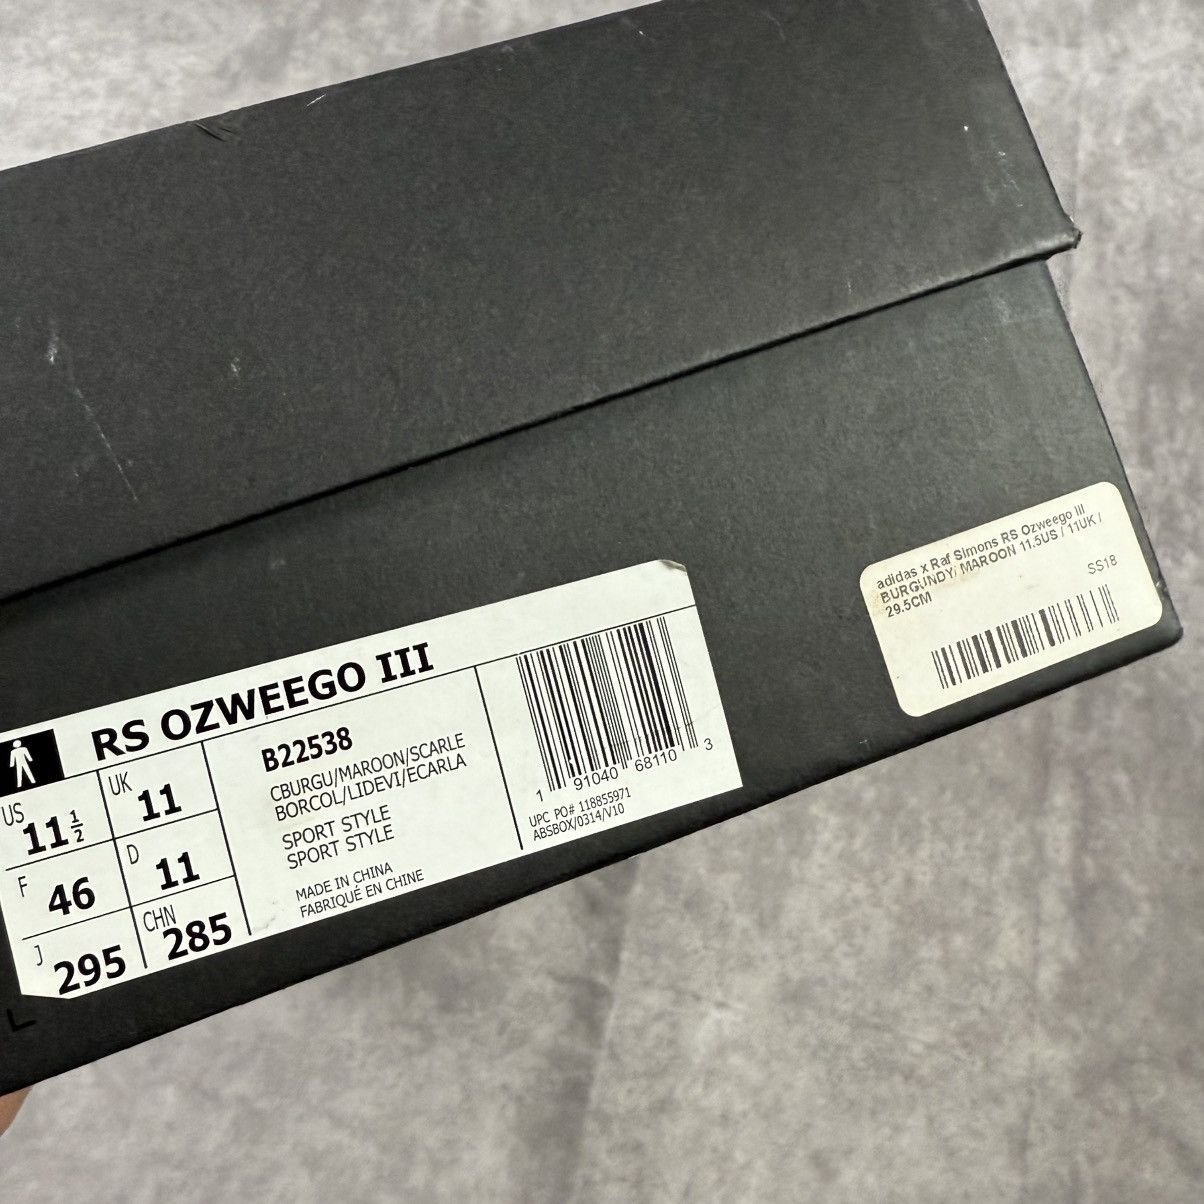 RS OZWEEGO III
US
11 1/2
UK
11
F
46
D
11
J
295
CHN
285
B22538
CBURGU/MAROON/SCARLE
BORCOL/LIDEVI/ECARLA
SPORT STYLE
SPORT STYLE
MADE IN CHINA
FABRIQUÉ EN CHINE
1 91040 68110 3
UPC PO# 118855971
ABSBOX/0314/V10
adidas x Raf Simons RS Ozweego III
BURGUNDY/ MAROON 11.5US / 11UK /
29.5CM
SS18